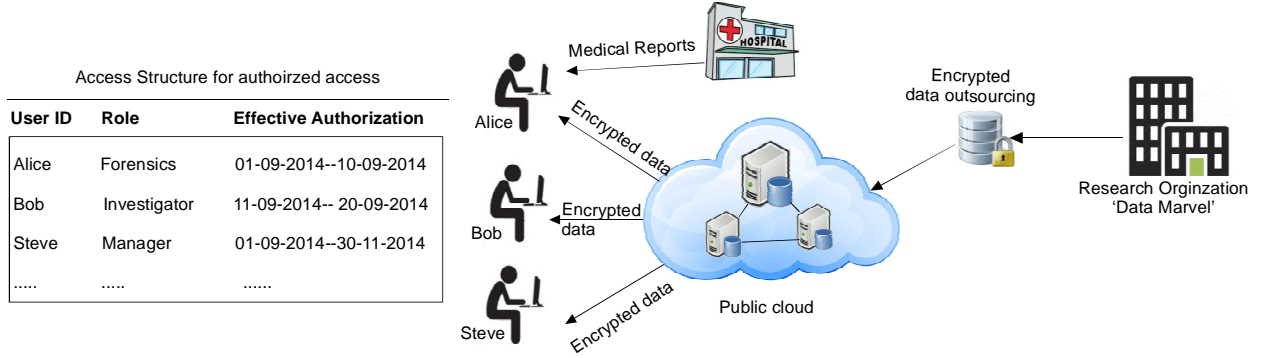 Access Structure for authoirzed access
User ID Role Effective Authorization
Alice Forensics 01-09-2014--10-09-2014
Bob Investigator 11-09-2014-- 20-09-2014
Steve Manager 01-09-2014--30-11-2014
..... ..... ......
Medical Reports
HOSPITAL
Alice
Encrypted data
Bob
Encrypted
data
Steve
Encrypted data
Public cloud
Encrypted
data outsourcing
Research Orginzation
‘Data Marvel’